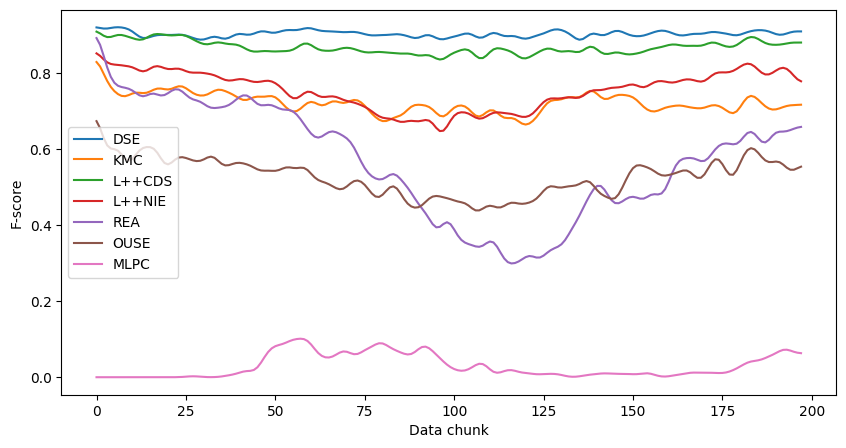 F-score
0.8
0.6
0.4
0.2
0.0
DSE
KMC
L++CDS
L++NIE
REA
OUSE
MLPC
0 25 50 75 100 125 150 175 200
Data chunk